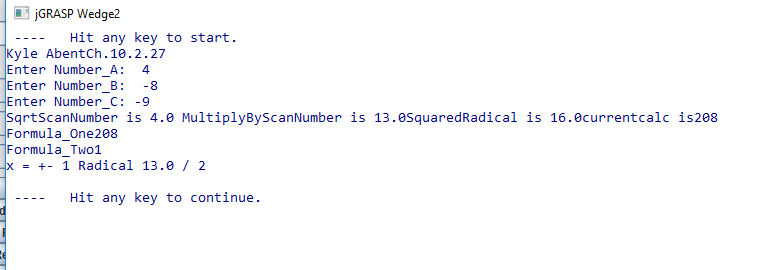 jGRASP Wedge2
----   Hit any key to start.
Kyle AbentCh.10.2.27
Enter Number_A:  4
Enter Number_B:  -8
Enter Number_C: -9
SqrtScanNumber is 4.0 MultiplyByScanNumber is 13.0SquaredRadical is 16.0currentcalc is208
Formula_One208
Formula_Two1
x = +- 1 Radical 13.0 / 2
----   Hit any key to continue.